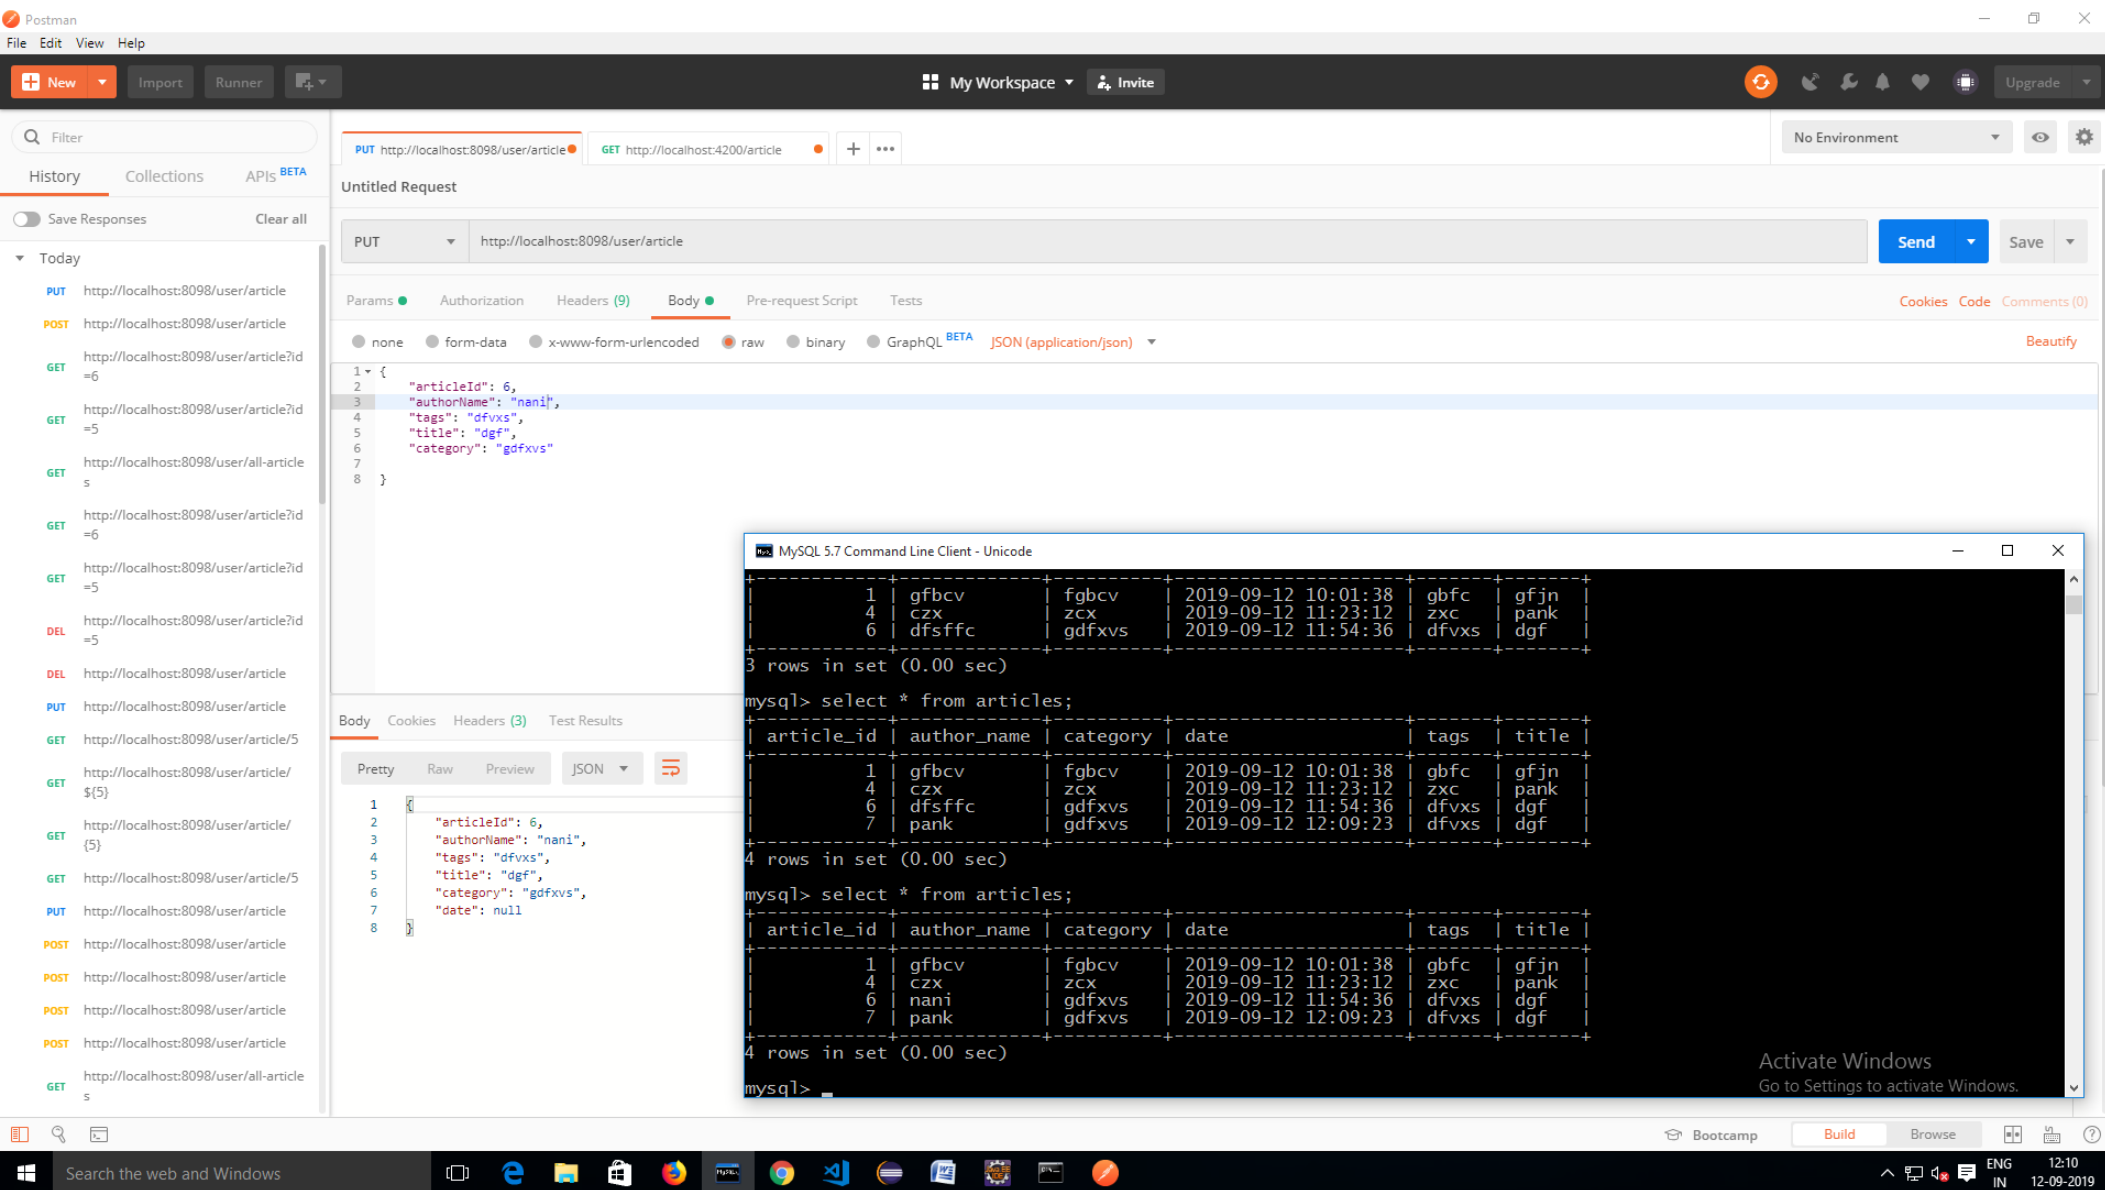 Postman
File Edit View Help
New Import Runner My Workspace Invite Upgrade
Filter
History Collections APIs BETA
Save Responses Clear all
Today
PUT http://localhost:8098/user/article
POST http://localhost:8098/user/article
GET http://localhost:8098/user/article?id
=6
GET http://localhost:8098/user/article?id
=5
GET http://localhost:8098/user/all-article
s
GET http://localhost:8098/user/article?id
=6
GET http://localhost:8098/user/article?id
=5
DEL http://localhost:8098/user/article?id
=5
DEL http://localhost:8098/user/article
PUT http://localhost:8098/user/article
GET http://localhost:8098/user/article/5
GET http://localhost:8098/user/article/
${5}
GET http://localhost:8098/user/article/
{5}
GET http://localhost:8098/user/article/5
PUT http://localhost:8098/user/article
POST http://localhost:8098/user/article
POST http://localhost:8098/user/article
POST http://localhost:8098/user/article
POST http://localhost:8098/user/article
GET http://localhost:8098/user/all-article
s
PUT http://localhost:8098/user/article GET http://localhost:4200/article + ••• No Environment
Untitled Request
PUT http://localhost:8098/user/article Send Save
Params Authorization Headers (9) Body Pre-request Script Tests Cookies Code Comments (0)
none form-data x-www-form-urlencoded raw binary GraphQL BETA JSON (application/json) Beautify
1 {
2 "articleId": 6,
3 "authorName": "nani",
4 "tags": "dfvxs",
5 "title": "dgf",
6 "category": "gdfxvs"
7
8 }
Body Cookies Headers (3) Test Results
Pretty Raw Preview JSON
1 {
2 "articleId": 6,
3 "authorName": "nani",
4 "tags": "dfvxs",
5 "title": "dgf",
6 "category": "gdfxvs",
7 "date": null
8 }
MySQL 5.7 Command Line Client - Unicode
+------------+-------------+----------+---------------------+-------+-------+
| 1 | gfbcv | fgbcv | 2019-09-12 10:01:38 | gbfc | gfjn |
| 4 | czx | zcx | 2019-09-12 11:23:12 | zxc | pank |
| 6 | dfsffc | gdfxvs | 2019-09-12 11:54:36 | dfvxs | dgf |
+------------+-------------+----------+---------------------+-------+-------+
3 rows in set (0.00 sec)
mysql> select * from articles;
+------------+-------------+----------+---------------------+-------+-------+
| article_id | author_name | category | date | tags | title |
+------------+-------------+----------+---------------------+-------+-------+
| 1 | gfbcv | fgbcv | 2019-09-12 10:01:38 | gbfc | gfjn |
| 4 | czx | zcx | 2019-09-12 11:23:12 | zxc | pank |
| 6 | dfsffc | gdfxvs | 2019-09-12 11:54:36 | dfvxs | dgf |
| 7 | pank | gdfxvs | 2019-09-12 12:09:23 | dfvxs | dgf |
+------------+-------------+----------+---------------------+-------+-------+
4 rows in set (0.00 sec)
mysql> select * from articles;
+------------+-------------+----------+---------------------+-------+-------+
| article_id | author_name | category | date | tags | title |
+------------+-------------+----------+---------------------+-------+-------+
| 1 | gfbcv | fgbcv | 2019-09-12 10:01:38 | gbfc | gfjn |
| 4 | czx | zcx | 2019-09-12 11:23:12 | zxc | pank |
| 6 | nani | gdfxvs | 2019-09-12 11:54:36 | dfvxs | dgf |
| 7 | pank | gdfxvs | 2019-09-12 12:09:23 | dfvxs | dgf |
+------------+-------------+----------+---------------------+-------+-------+
4 rows in set (0.00 sec)
mysql> _
Activate Windows
Go to Settings to activate Windows.
Bootcamp Build Browse
Search the web and Windows
ENG
IN
12:10
12-09-2019